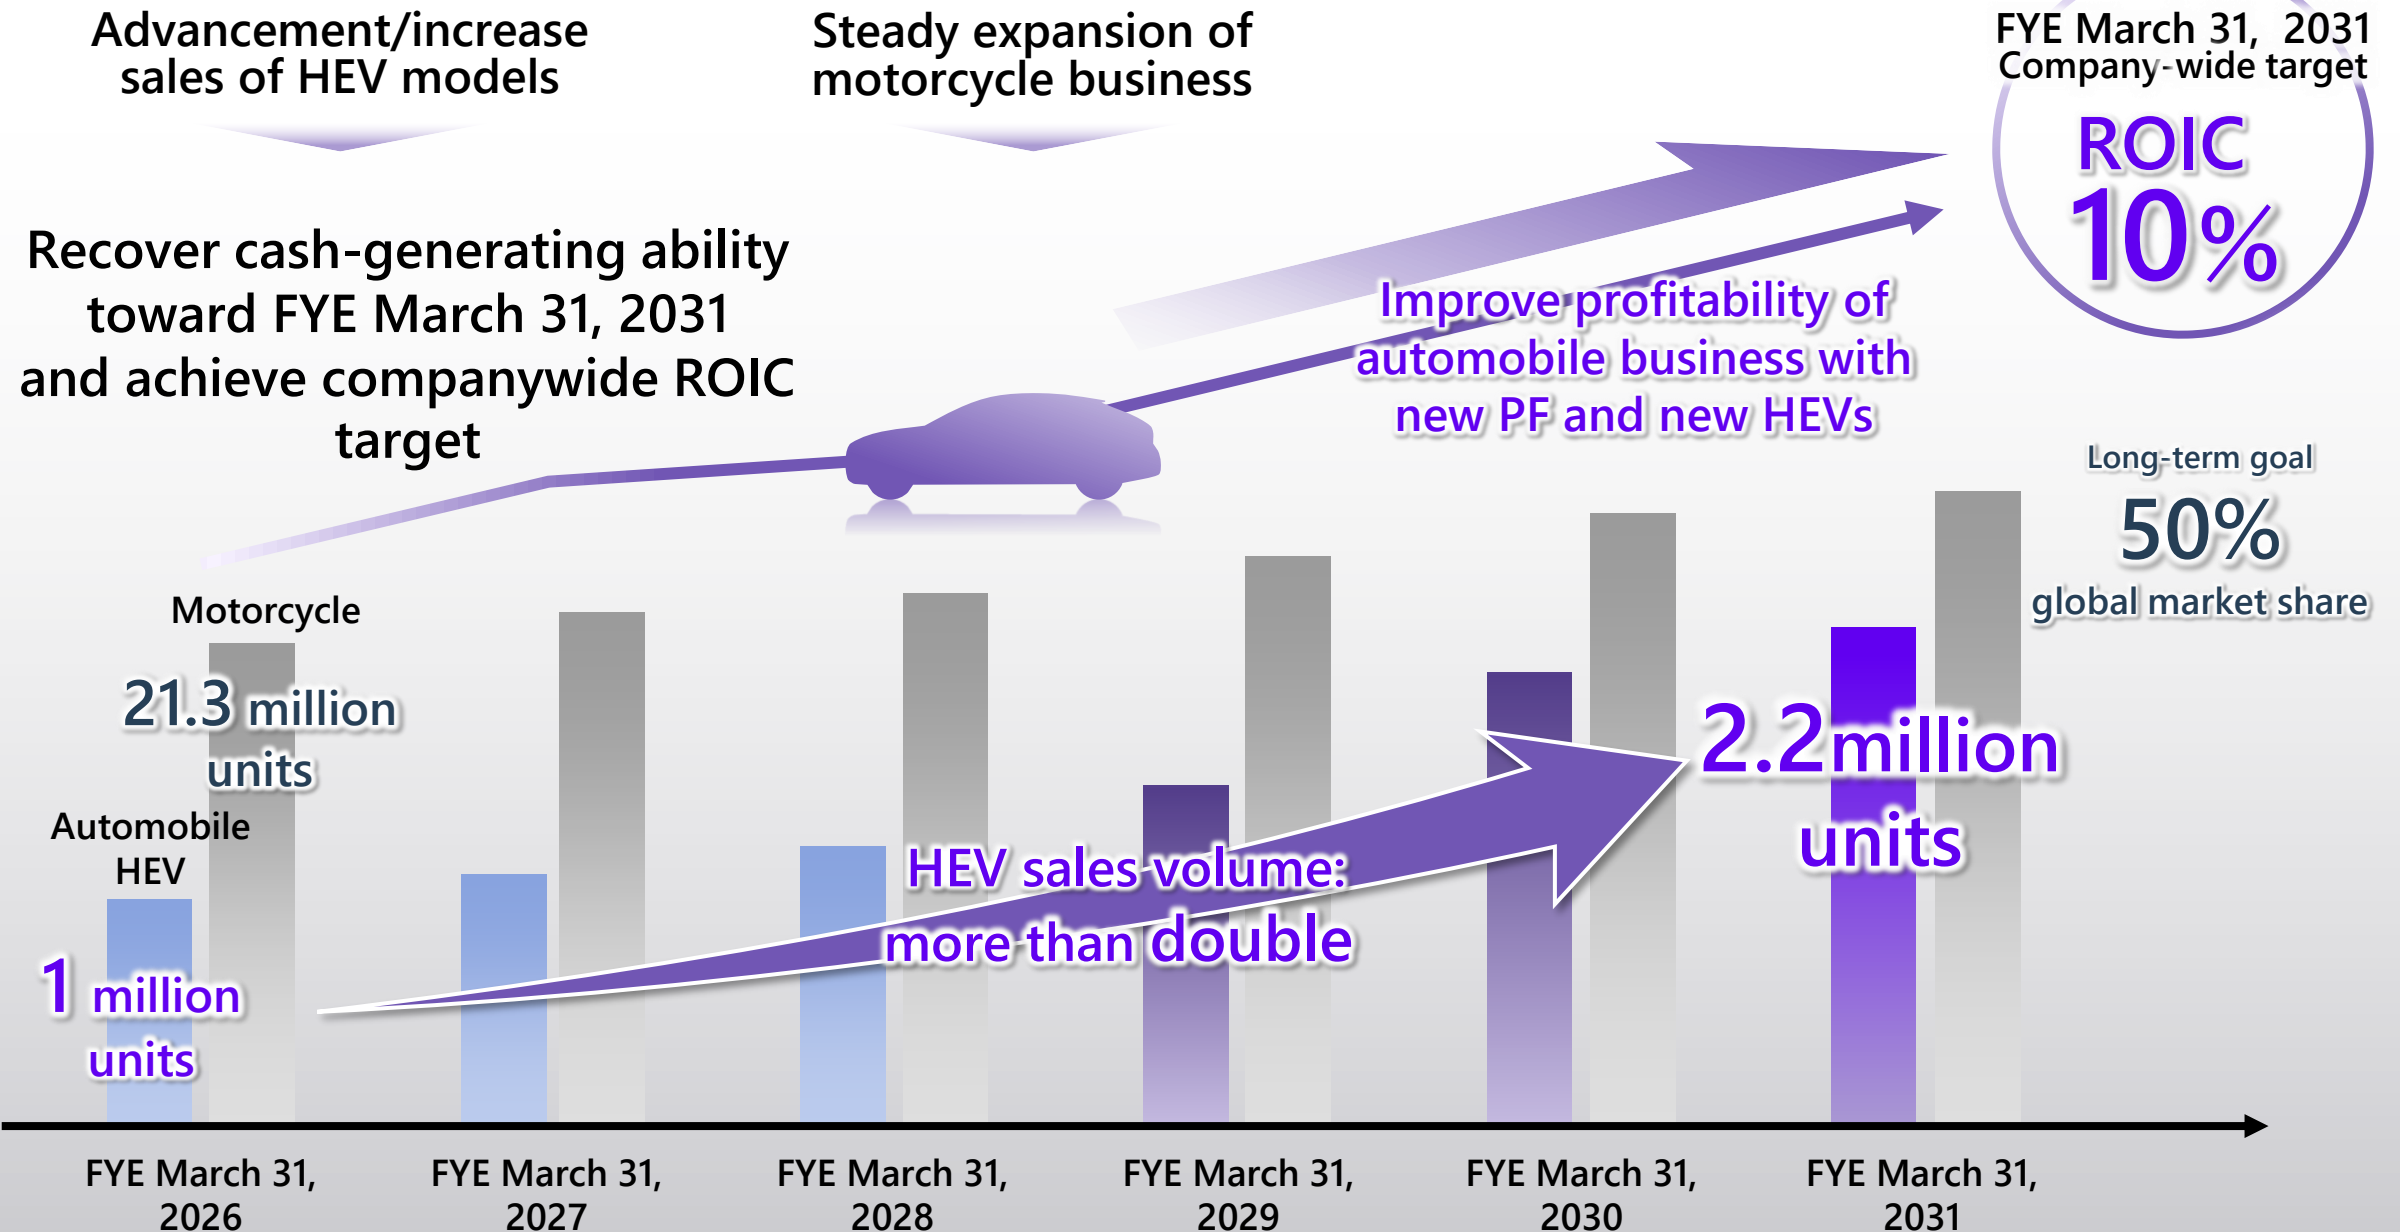 Advancement/increase
sales of HEV models
Steady expansion of
motorcycle business
FYE March 31, 2031
Company-wide target
ROIC
10%
Recover cash-generating ability
toward FYE March 31, 2031
and achieve companywide ROIC
target
Improve profitability of
automobile business with
new PF and new HEVs
Long-term goal
50%
global market share
Motorcycle
21.3 million
units
Automobile
HEV
1 million
units
HEV sales volume:
more than double
2.2million
units
FYE March 31,
2026
FYE March 31,
2027
FYE March 31,
2028
FYE March 31,
2029
FYE March 31,
2030
FYE March 31,
2031